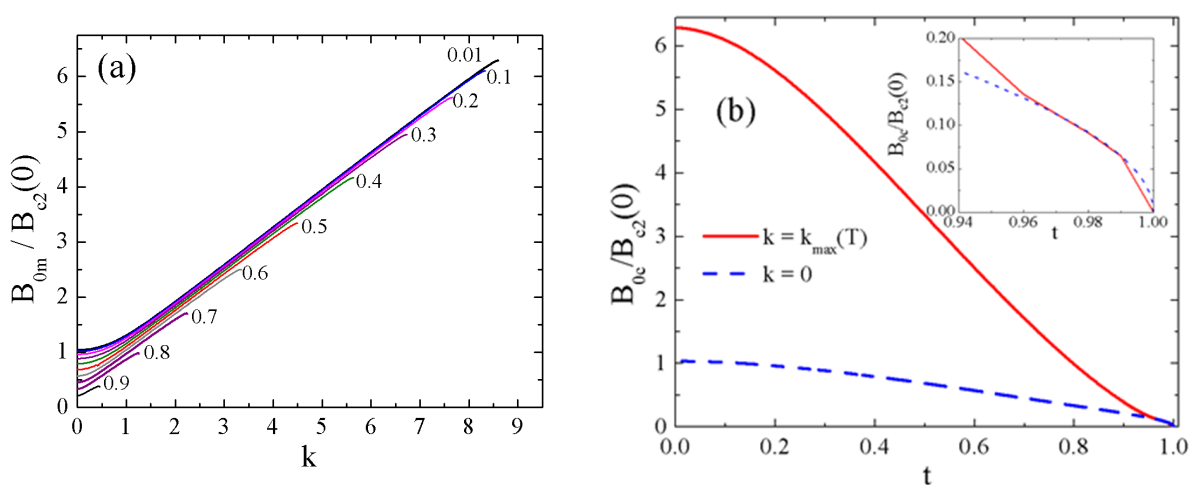 (a)
B0m / Bc2(0)
6
5
4
3
2
1
0
0.01
0.1
0.2
0.3
0.4
0.5
0.6
0.7
0.8
0.9
0 1 2 3 4 5 6 7 8 9
k
(b)
B0c/Bc2(0)
6
5
4
3
2
1
0
k = kmax(T)
k = 0
0.0 0.2 0.4 0.6 0.8 1.0
t
B0c/Bc2(0)
0.20
0.15
0.10
0.05
0.00
0.94 0.96 0.98 1.00
t